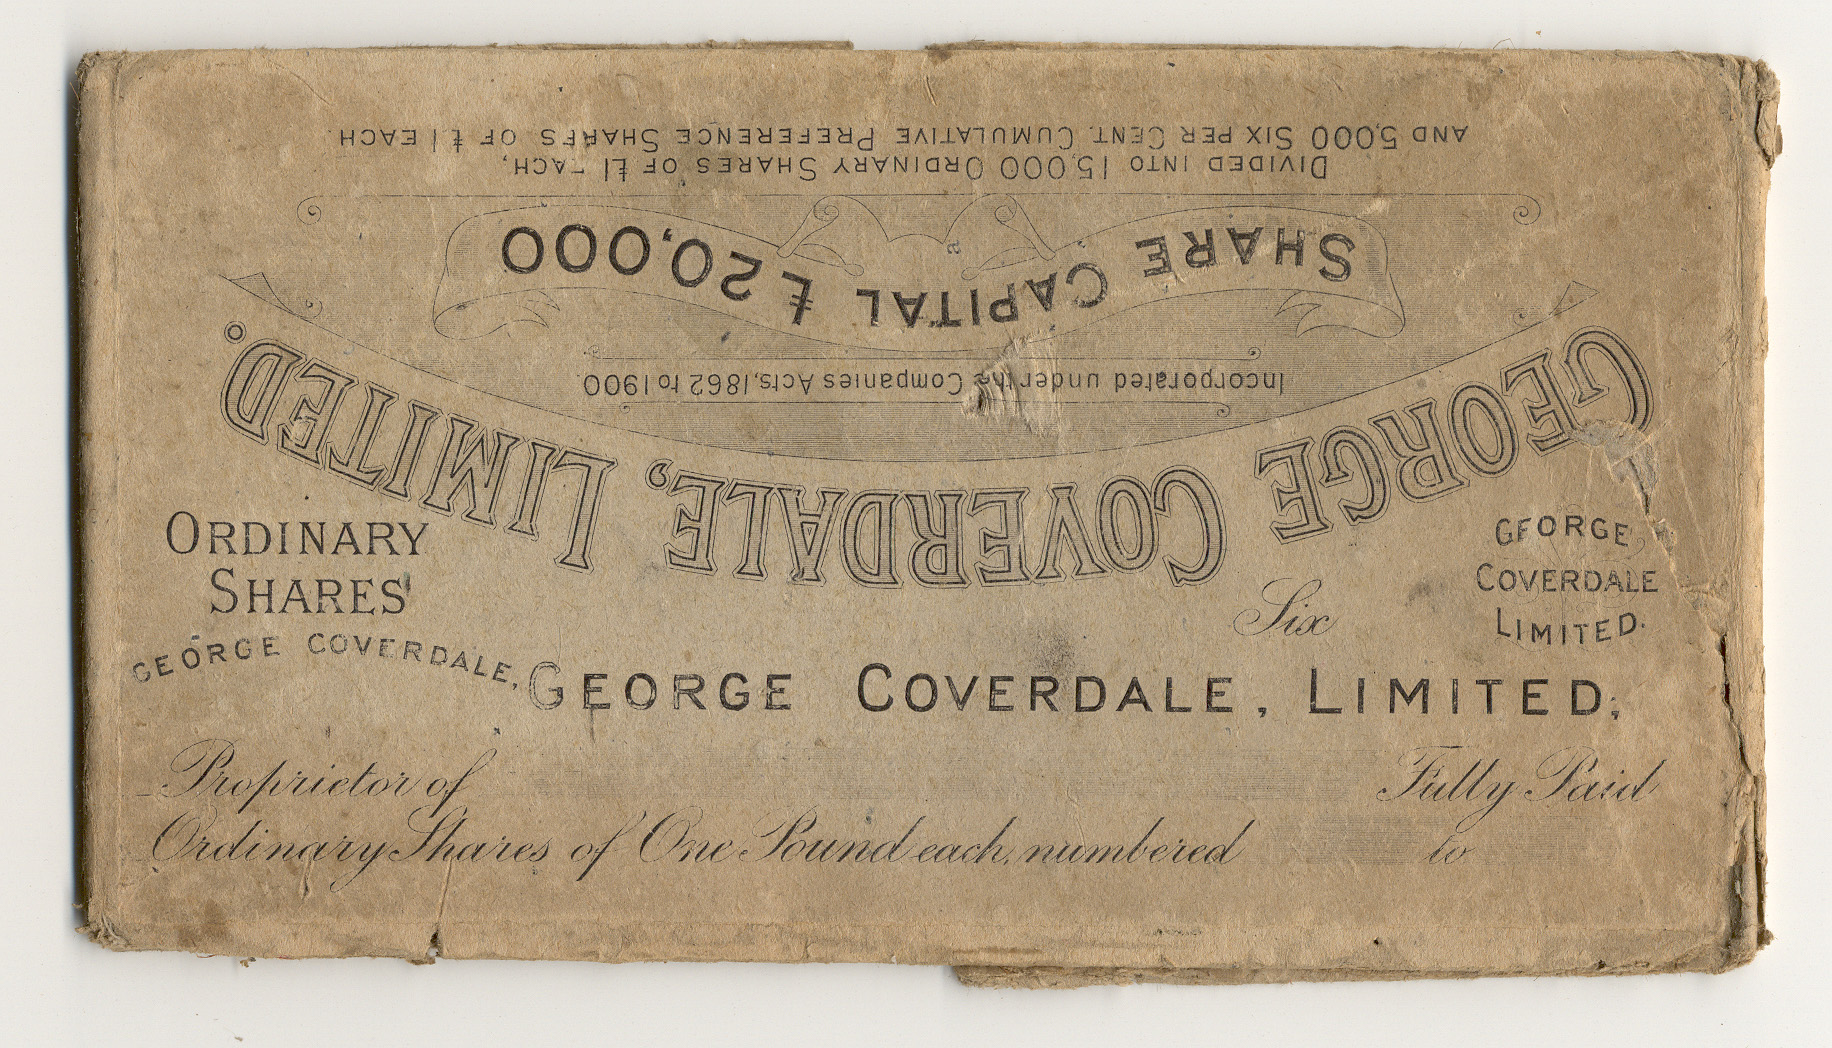 GEORGE COVERDALE, LIMITED.
Incorporated under the Companies Acts, 1862 to 1900.
SHARE CAPITAL £20,000
DIVIDED INTO 15,000 ORDINARY SHARES OF £1 EACH,
AND 5,000 SIX PER CENT. CUMULATIVE PREFERENCE SHARES OF £1 EACH.
ORDINARY
SHARES
GEORGE COVERDALE,
Six
GEORGE
COVERDALE
LIMITED.
GEORGE COVERDALE, LIMITED,
Proprietor of Fully Paid
Ordinary Shares of One Pound each, numbered to